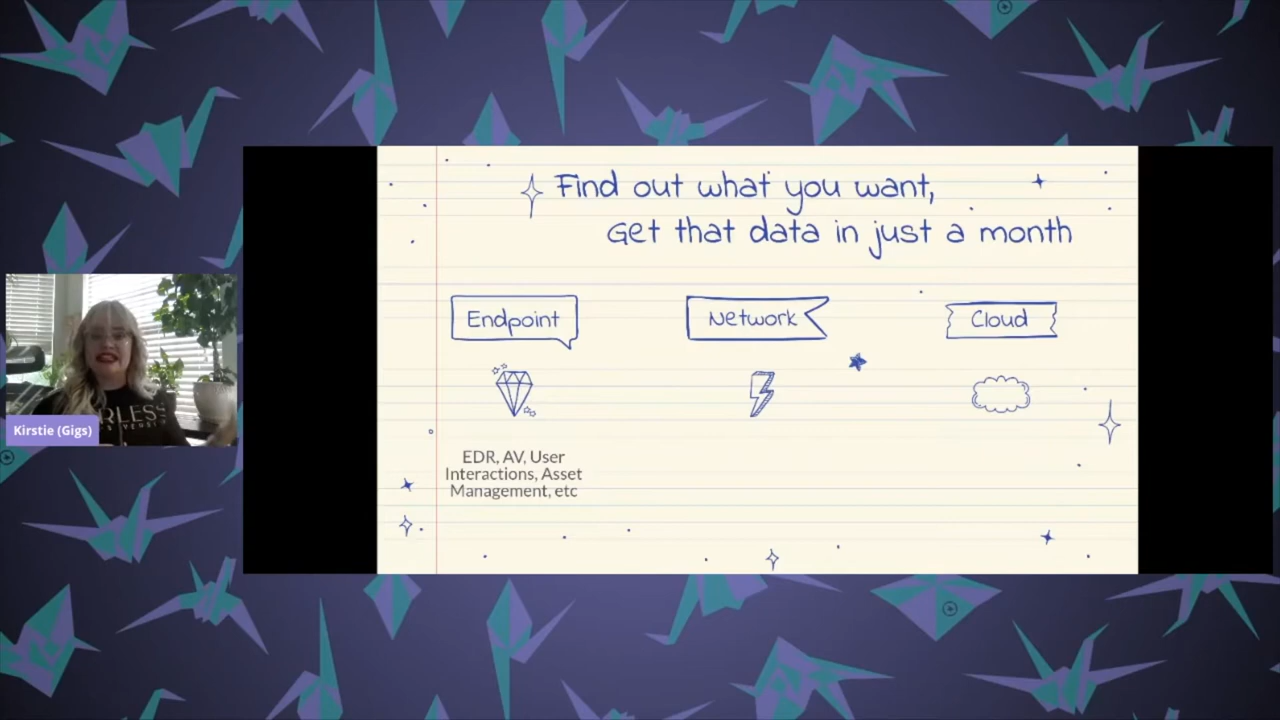 Find out what you want,
Get that data in just a month
Endpoint
Network
Cloud
EDR, AV, User
Interactions, Asset
Management, etc
Kirstie (Gigs)